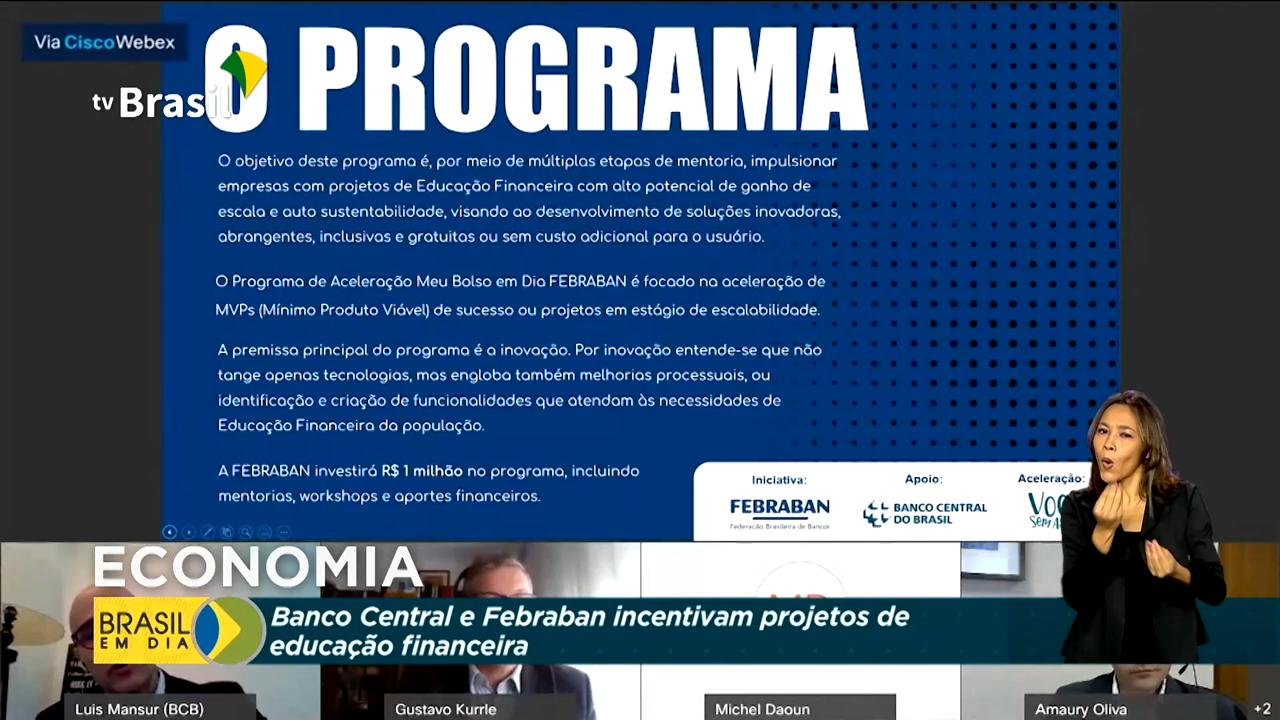 Via Cisco Webex
tv Brasil
O PROGRAMA
O objetivo deste programa é, por meio de múltiplas etapas de mentoria, impulsionar
empresas com projetos de Educação Financeira com alto potencial de ganho de
escala e auto sustentabilidade, visando ao desenvolvimento de soluções inovadoras,
abrangentes, inclusivas e gratuitas ou sem custo adicional para o usuário.
O Programa de Aceleração Meu Bolso em Dia FEBRABAN é focado na aceleração de
MVPs (Mínimo Produto Viável) de sucesso ou projetos em estágio de escalabilidade.
A premissa principal do programa é a inovação. Por inovação entende-se que não
tange apenas tecnologias, mas engloba também melhorias processuais, ou
identificação e criação de funcionalidades que atendam às necessidades de
Educação Financeira da população.
A FEBRABAN investirá R$ 1 milhão no programa, incluindo
mentorias, workshops e aportes financeiros.
Iniciativa:
FEBRABAN
Federação Brasileira de Bancos
Apoio:
BANCO CENTRAL
DO BRASIL
Aceleração:
ECONOMIA
BRASIL
EM DIA
Banco Central e Febraban incentivam projetos de
educação financeira
Luis Mansur (BCB)
Gustavo Kurrle
Michel Daoun
Amaury Oliva
+2